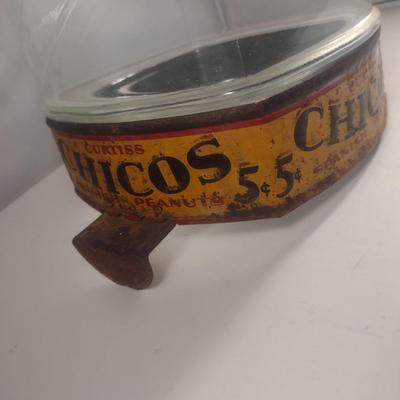 CURTISS
CHICOS
PEANUTS
5¢ 5¢
CHIC